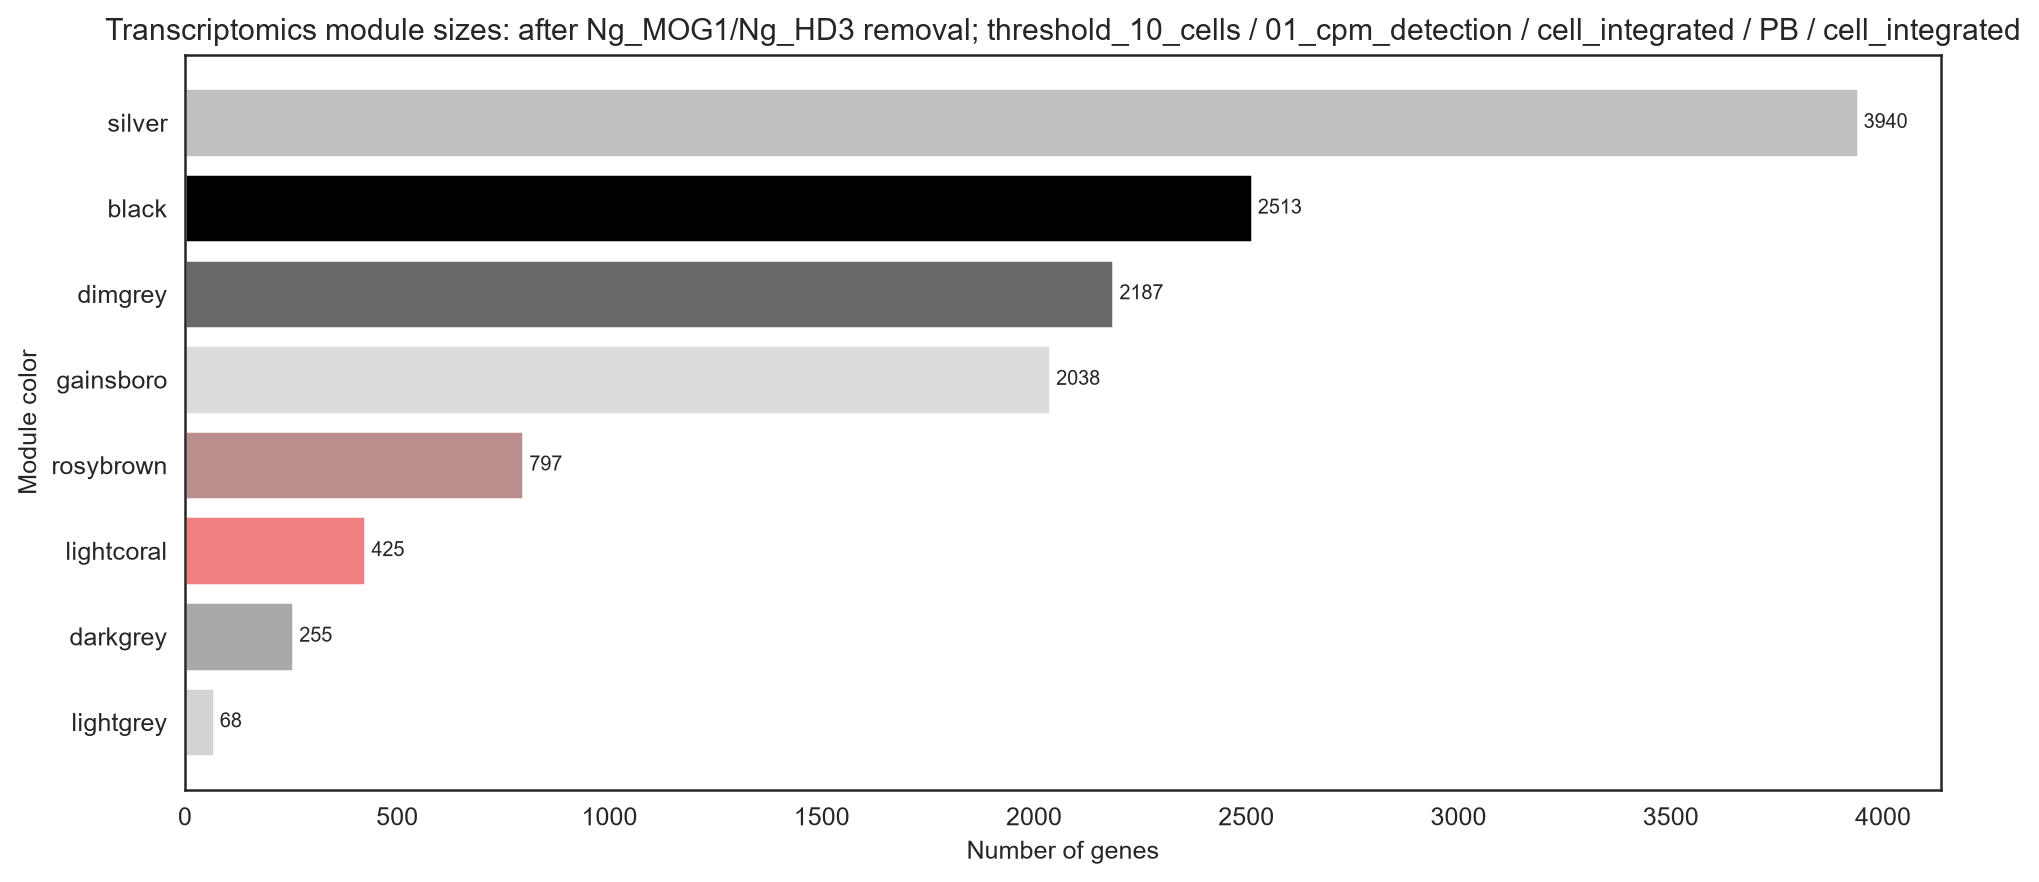 Transcriptomics module sizes: after Ng_MOG1/Ng_HD3 removal; threshold_10_cells / 01_cpm_detection / cell_integrated / PB / cell_integrated
Module color
silver 3940
black 2513
dimgrey 2187
gainsboro 2038
rosybrown 797
lightcoral 425
darkgrey 255
lightgrey 68
0 500 1000 1500 2000 2500 3000 3500 4000
Number of genes